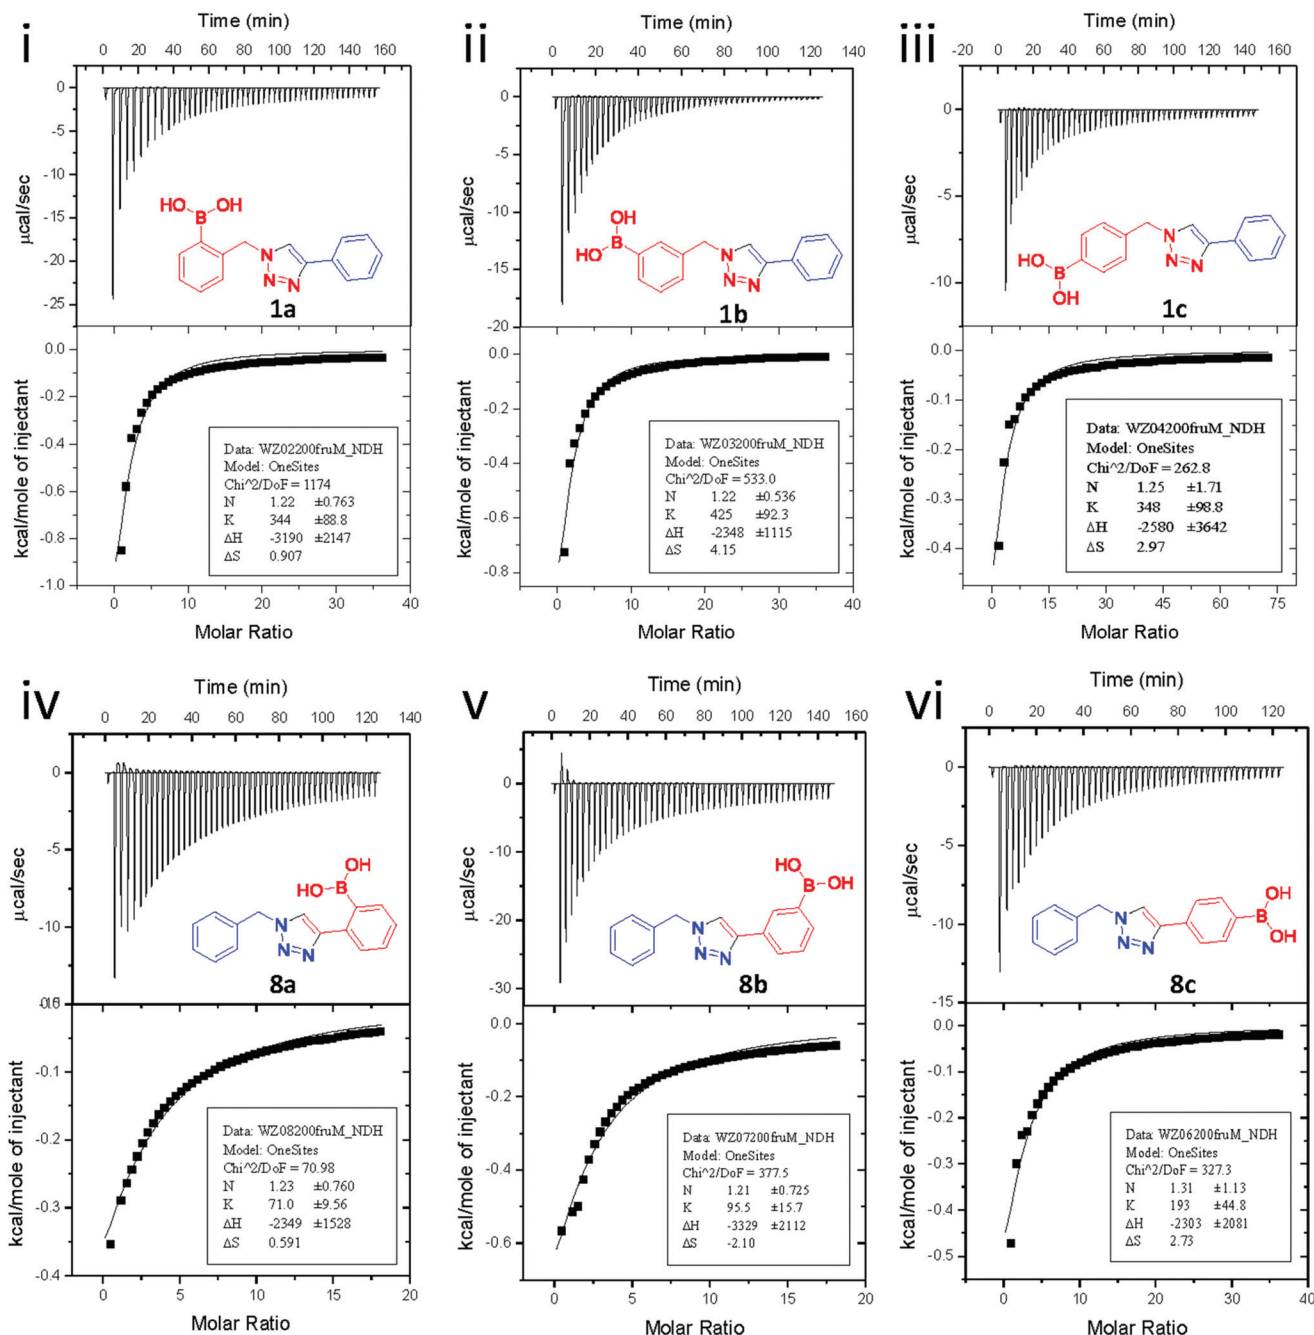 i
Time (min)
0 20 40 60 80 100 120 140 160
0
-5
-10
-15
-20
-25
µcal/sec
HO B OH
N
N=N
1a
0.0
-0.2
-0.4
-0.6
-0.8
-1.0
kcal/mole of injectant
Data: WZ02200fruM_NDH
Model: OneSites
Chi^2/DoF = 1174
N 1.22 ±0.763
K 344 ±88.8
ΔH -3190 ±2147
ΔS 0.907
0 10 20 30 40
Molar Ratio
ii
Time (min)
0 20 40 60 80 100 120 140
0
-5
-10
-15
-20
µcal/sec
OH
B
HO
N
N=N
1b
0.0
-0.2
-0.4
-0.6
-0.8
kcal/mole of injectant
Data: WZ03200fruM_NDH
Model: OneSites
Chi^2/DoF = 533.0
N 1.22 ±0.536
K 425 ±92.3
ΔH -2348 ±1115
ΔS 4.15
0 10 20 30 40
Molar Ratio
iii
Time (min)
-20 0 20 40 60 80 100 120 140 160
0
-5
-10
µcal/sec
HO B
OH
N
N=N
1c
0.0
-0.1
-0.2
-0.3
-0.4
kcal/mole of injectant
Data: WZ04200fruM_NDH
Model: OneSites
Chi^2/DoF = 262.8
N 1.25 ±1.71
K 348 ±98.8
ΔH -2580 ±3642
ΔS 2.97
0 15 30 45 60 75
Molar Ratio
iv
Time (min)
0 20 40 60 80 100 120 140
0
-5
-10
µcal/sec
OH
HO B
N
N=N
8a
-0.1
-0.2
-0.3
-0.4
kcal/mole of injectant
Data: WZ08200fruM_NDH
Model: OneSites
Chi^2/DoF = 70.98
N 1.23 ±0.760
K 71.0 ±9.56
ΔH -2349 ±1528
ΔS 0.591
0 5 10 15 20
Molar Ratio
v
Time (min)
0 20 40 60 80 100 120 140 160
0
-10
-20
-30
µcal/sec
HO
B OH
N
N=N
8b
0.0
-0.2
-0.4
-0.6
kcal/mole of injectant
Data: WZ07200fruM_NDH
Model: OneSites
Chi^2/DoF = 377.5
N 1.21 ±0.725
K 95.5 ±15.7
ΔH -3329 ±2112
ΔS -2.10
0 5 10 15 20
Molar Ratio
vi
Time (min)
0 20 40 60 80 100 120
0
-5
-10
-15
µcal/sec
OH
B
OH
N
N=N
8c
0.0
-0.1
-0.2
-0.3
-0.4
-0.5
kcal/mole of injectant
Data: WZ06200fruM_NDH
Model: OneSites
Chi^2/DoF = 327.3
N 1.31 ±1.13
K 193 ±44.8
ΔH -2303 ±2081
ΔS 2.73
0 10 20 30 40
Molar Ratio